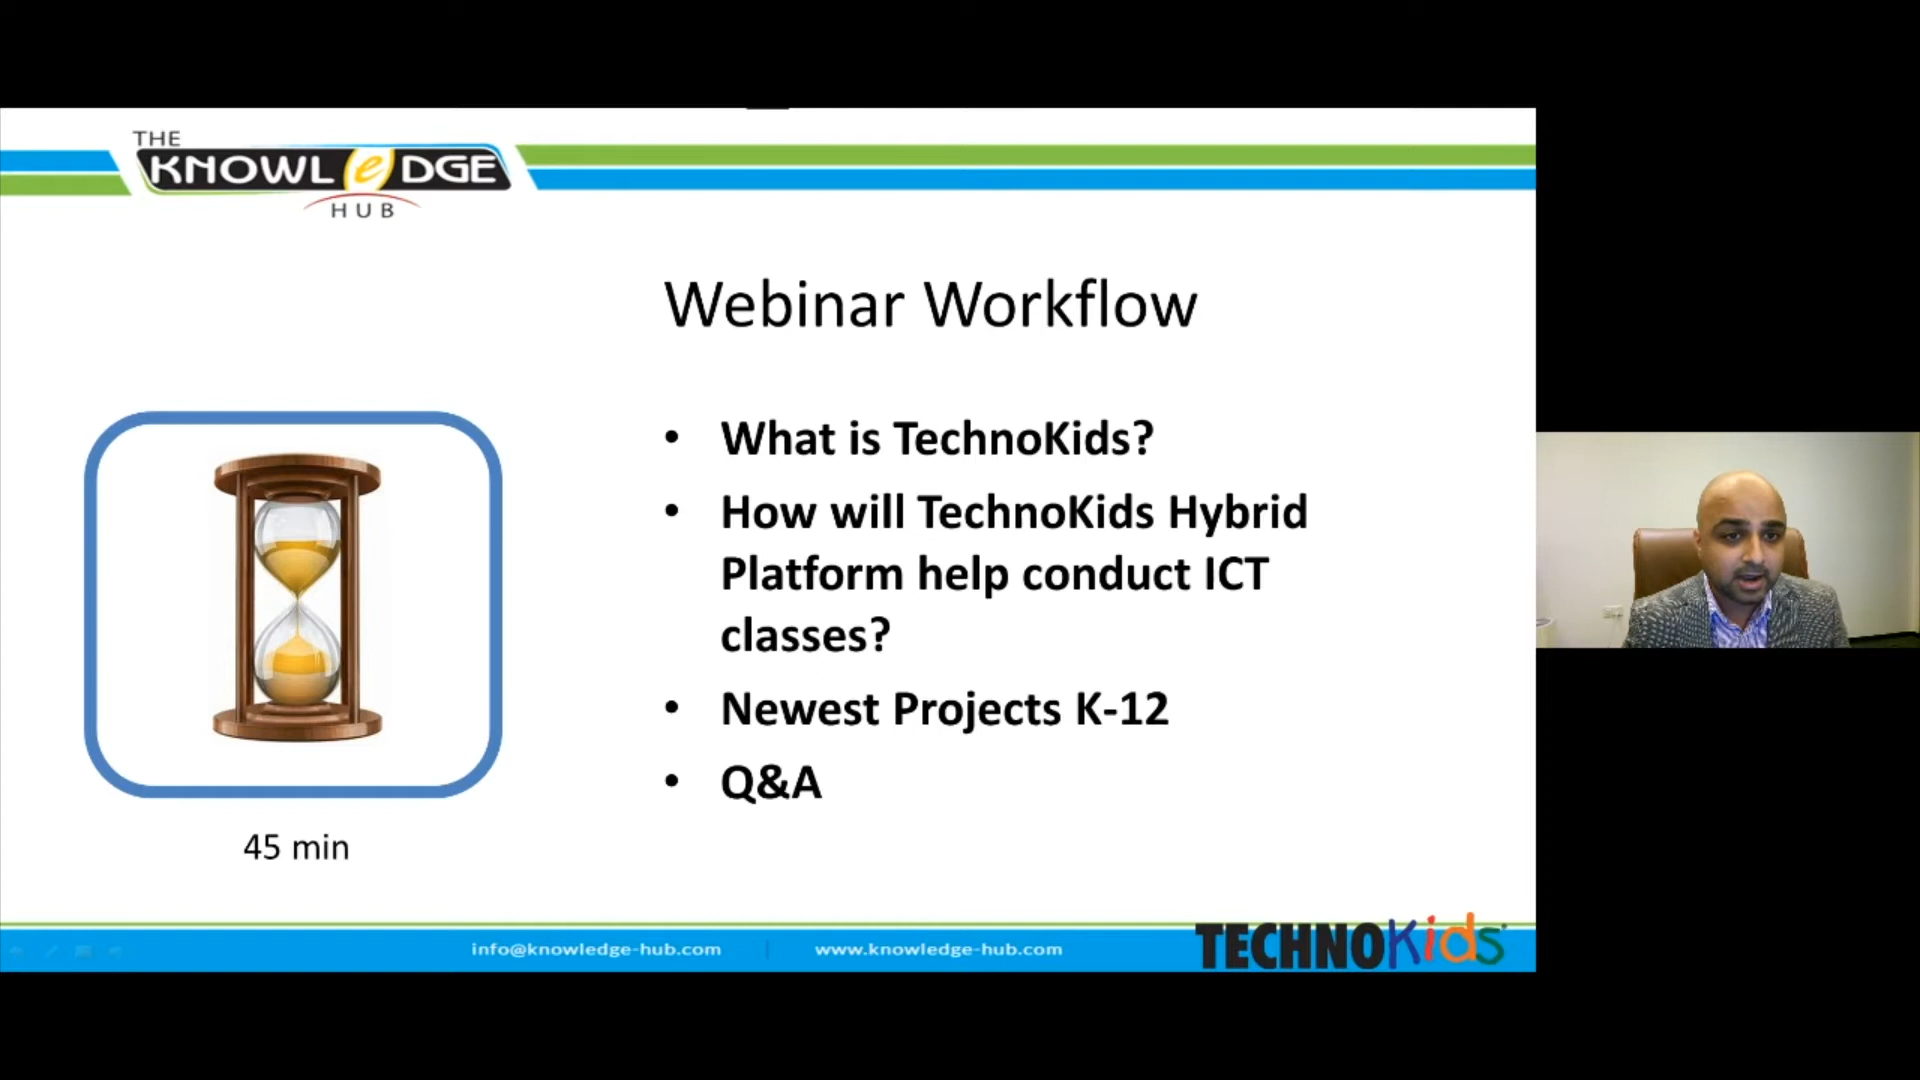 THE
KNOWLeDGE
HUB
Webinar Workflow
• What is TechnoKids?
• How will TechnoKids Hybrid
Platform help conduct ICT
classes?
• Newest Projects K-12
• Q&A
45 min
info@knowledge-hub.com | www.knowledge-hub.com
TECHNOKids